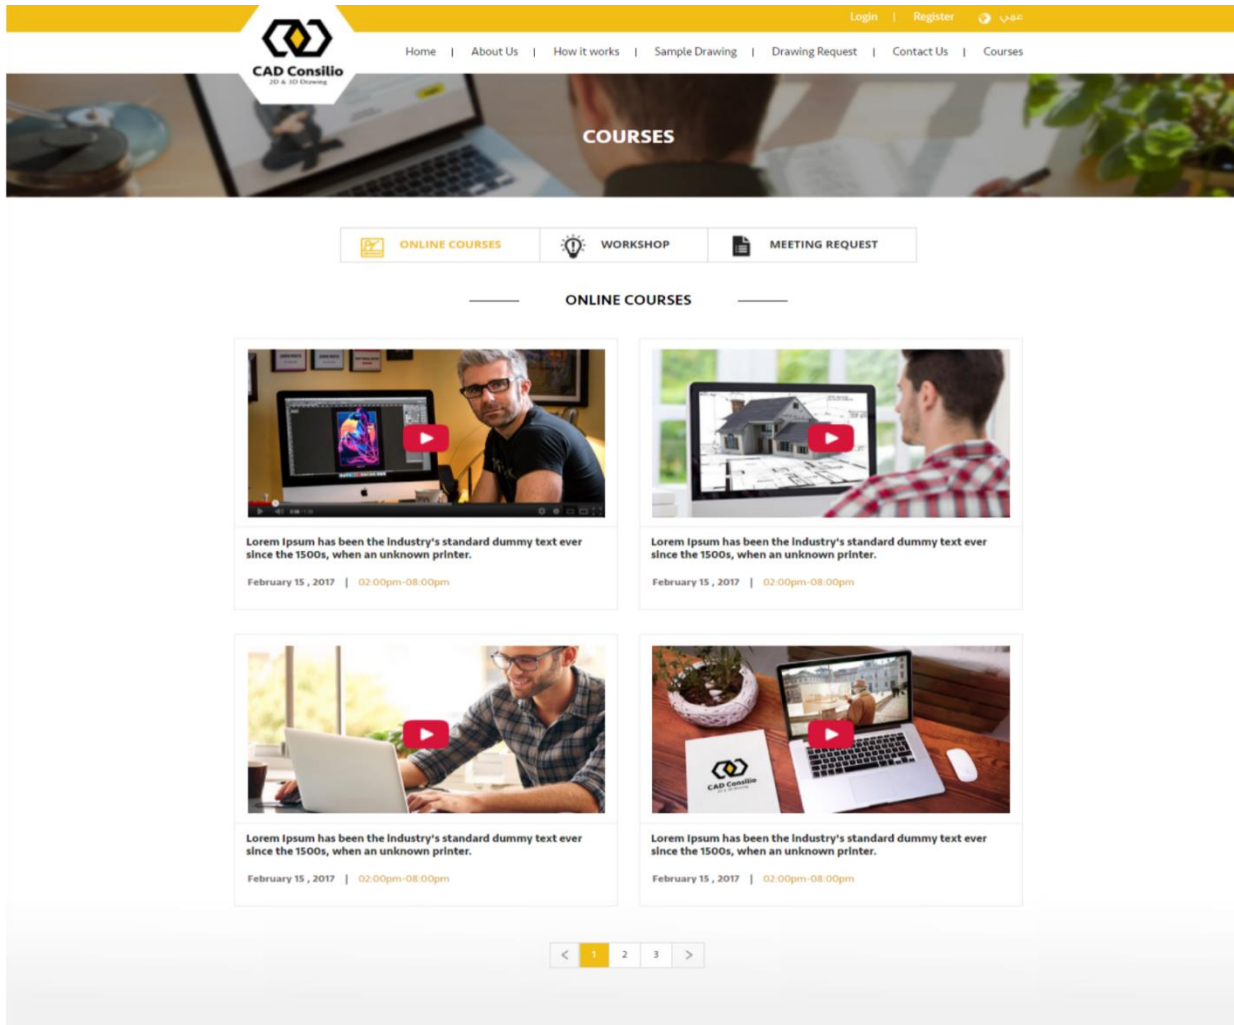 Login | Register عربي
CAD Consilio
2D & 3D Drawing
Home | About Us | How it works | Sample Drawing | Drawing Request | Contact Us | Courses
COURSES
ONLINE COURSES
WORKSHOP
MEETING REQUEST
ONLINE COURSES
Lorem Ipsum has been the industry's standard dummy text ever
since the 1500s, when an unknown printer.
February 15 , 2017 | 02:00pm-08:00pm
Lorem Ipsum has been the industry's standard dummy text ever
since the 1500s, when an unknown printer.
February 15 , 2017 | 02:00pm-08:00pm
CAD Consilio
2D & 3D Drawing
Lorem Ipsum has been the industry's standard dummy text ever
since the 1500s, when an unknown printer.
February 15 , 2017 | 02:00pm-08:00pm
Lorem Ipsum has been the industry's standard dummy text ever
since the 1500s, when an unknown printer.
February 15 , 2017 | 02:00pm-08:00pm
< 1 2 3 >